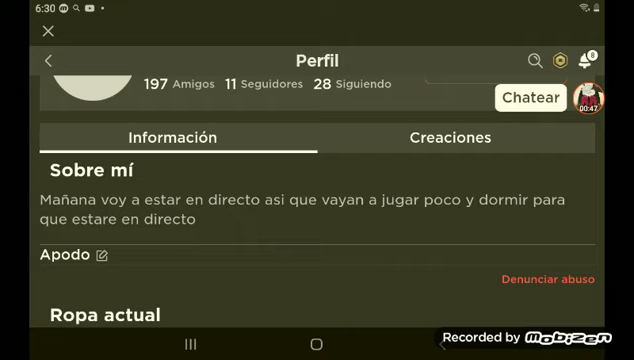 6:30
Perfil
8
197 Amigos 11 Seguidores 28 Siguiendo
Chatear
00:47
Información Creaciones
Sobre mí
Mañana voy a estar en directo asi que vayan a jugar poco y dormir para
que estare en directo
Apodo
Denunciar abuso
Ropa actual
Recorded by Mobizen